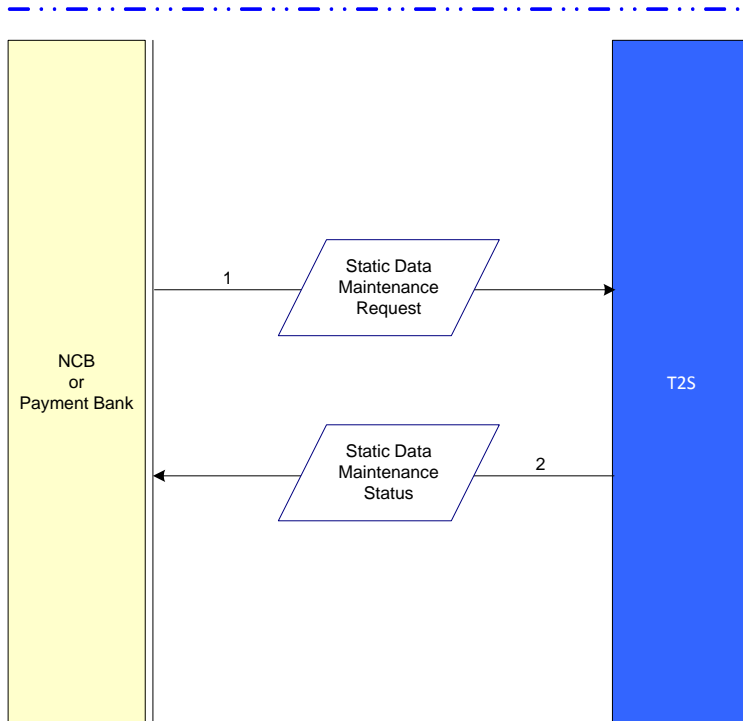 1
Static Data
Maintenance
Request
NCB
or
Payment Bank
T2S
Static Data
Maintenance
Status
2